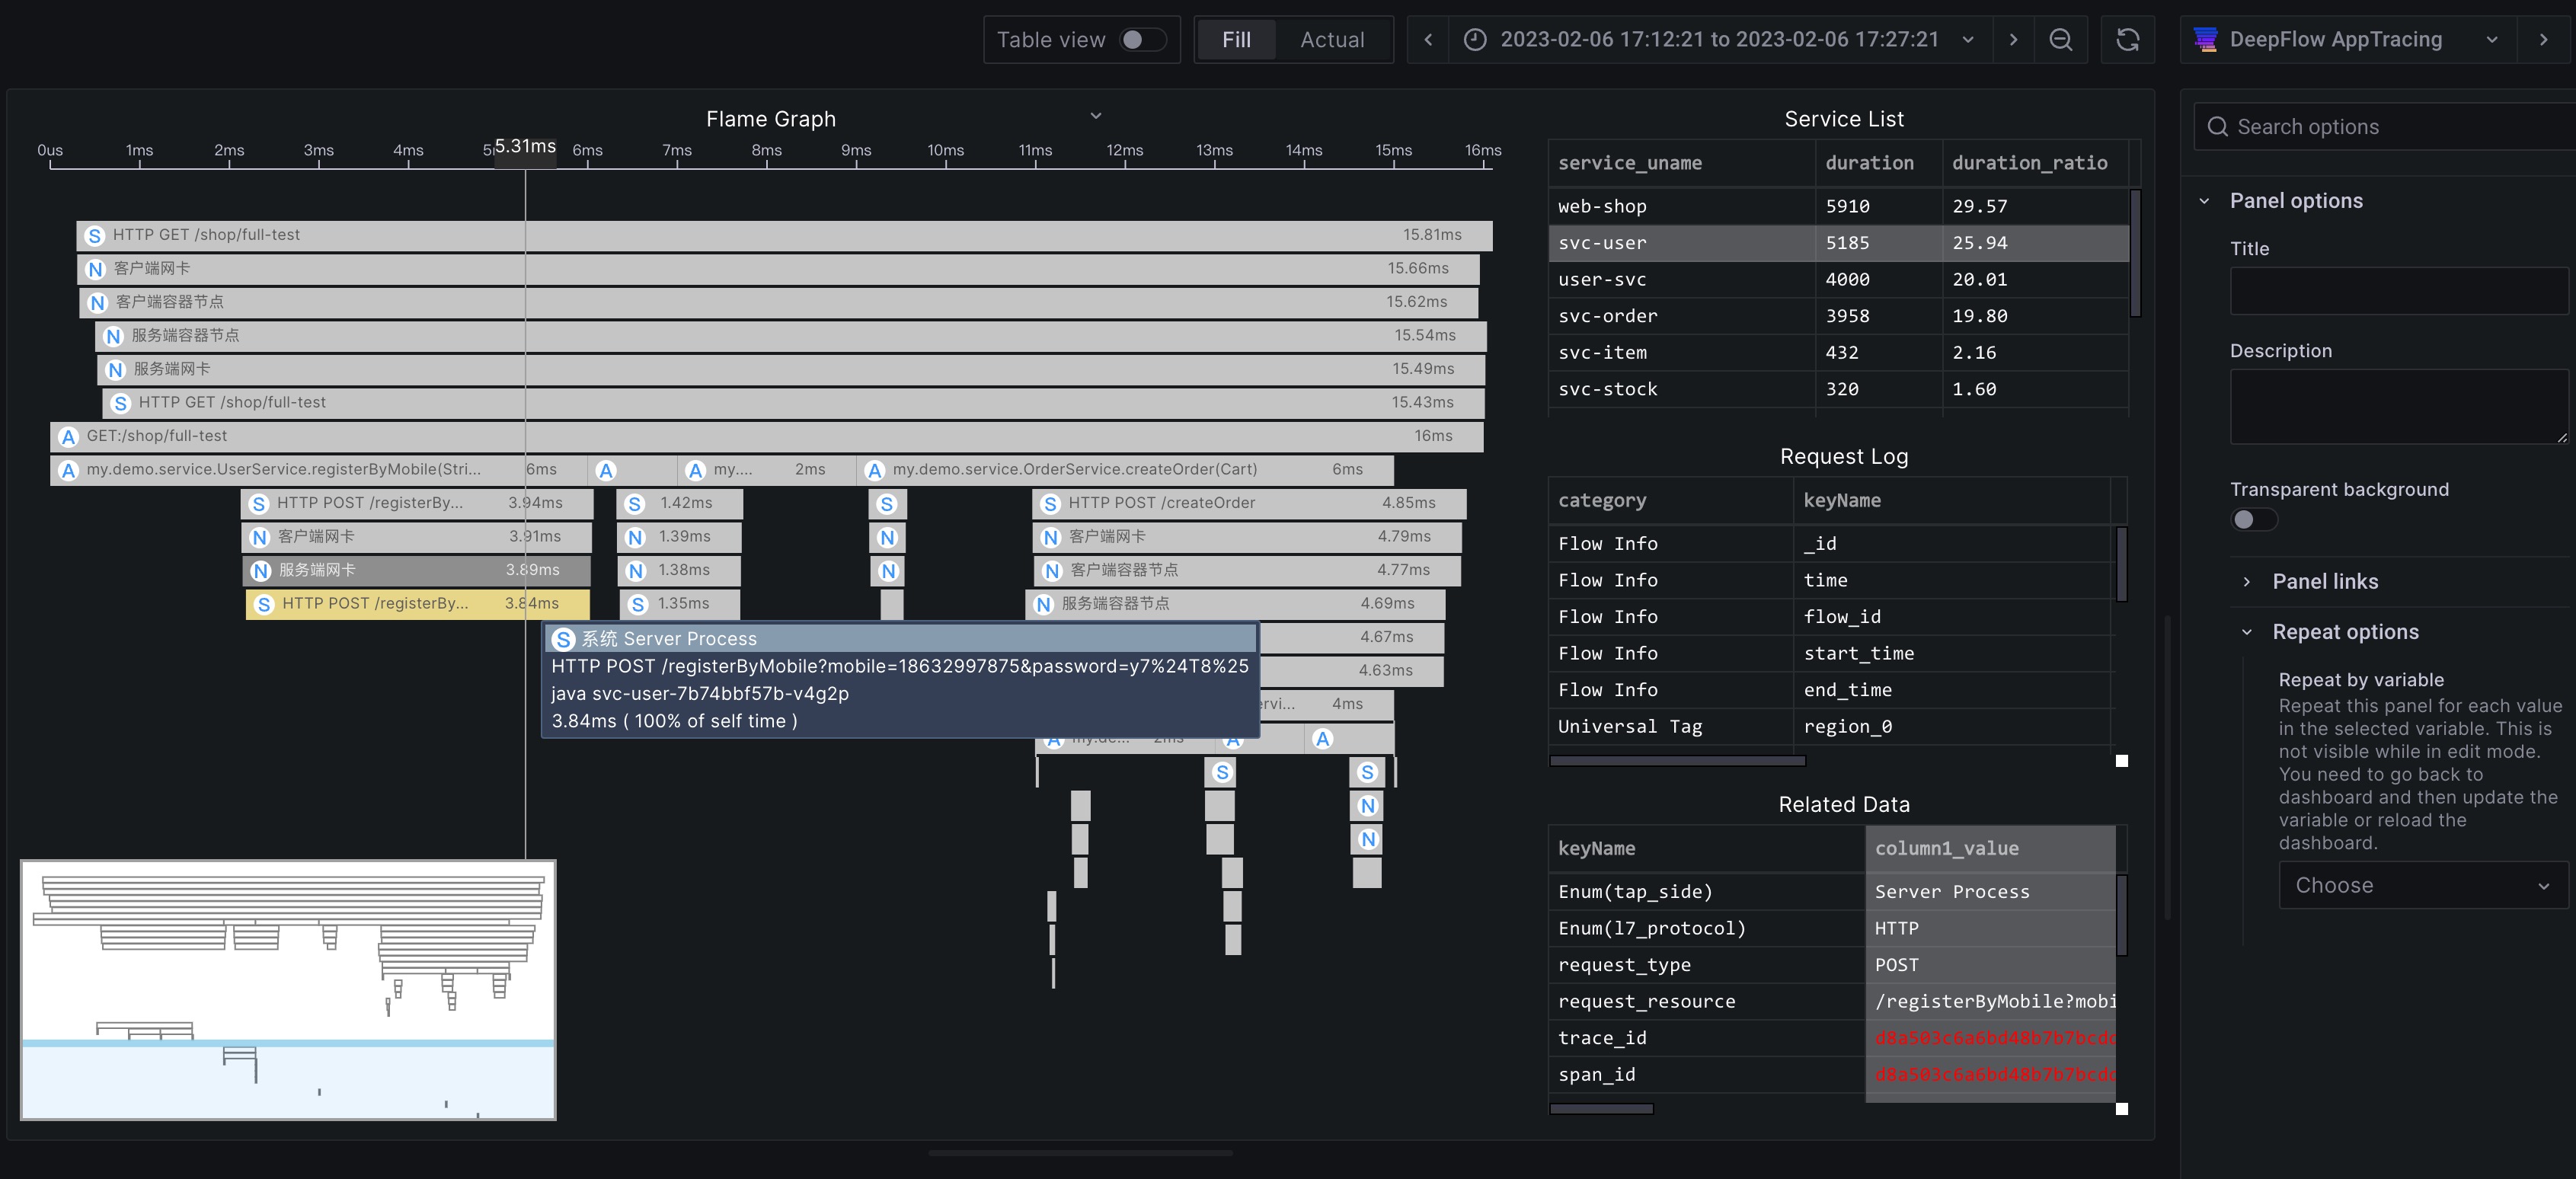 Table view
Fill
Actual
2023-02-06 17:12:21 to 2023-02-06 17:27:21
DeepFlow AppTracing
Flame Graph
0us 1ms 2ms 3ms 4ms 5.31ms 6ms 7ms 8ms 9ms 10ms 11ms 12ms 13ms 14ms 15ms 16ms
S HTTP GET /shop/full-test 15.81ms
N 客户端网卡 15.66ms
N 客户端容器节点 15.62ms
N 服务端容器节点 15.54ms
N 服务端网卡 15.49ms
S HTTP GET /shop/full-test 15.43ms
A GET:/shop/full-test 16ms
A my.demo.service.UserService.registerByMobile(Stri... 6ms A A my.... 2ms A my.demo.service.OrderService.createOrder(Cart) 6ms
S HTTP POST /registerBy... 3.94ms S 1.42ms S S HTTP POST /createOrder 4.85ms
N 客户端网卡 3.91ms N 1.39ms N N 客户端网卡 4.79ms
N 服务端网卡 3.89ms N 1.38ms N N 客户端容器节点 4.77ms
S HTTP POST /registerBy... 3.84ms S 1.35ms N 服务端容器节点 4.69ms
4.67ms
4.63ms
4ms
A A A
S S
N
N
S 系统 Server Process
HTTP POST /registerByMobile?mobile=18632997875&password=y7%24T8%25
java svc-user-7b74bbf57b-v4g2p
3.84ms ( 100% of self time )
Service List
service_uname duration duration_ratio
web-shop 5910 29.57
svc-user 5185 25.94
user-svc 4000 20.01
svc-order 3958 19.80
svc-item 432 2.16
svc-stock 320 1.60
Request Log
category keyName
Flow Info _id
Flow Info time
Flow Info flow_id
Flow Info start_time
Flow Info end_time
Universal Tag region_0
Related Data
keyName column1_value
Enum(tap_side) Server Process
Enum(l7_protocol) HTTP
request_type POST
request_resource /registerByMobile?mobi
trace_id d8a503c6a6bd48b7b7bcdc
span_id d8a503c6a6bd48b7b7bcdc
Search options
Panel options
Title
Description
Transparent background
Panel links
Repeat options
Repeat by variable
Repeat this panel for each value
in the selected variable. This is
not visible while in edit mode.
You need to go back to
dashboard and then update the
variable or reload the
dashboard.
Choose